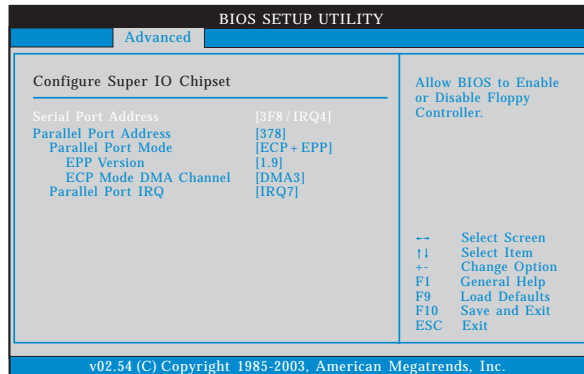 BIOS SETUP UTILITY
Advanced
Configure Super IO Chipset
Serial Port Address [3F8 / IRQ4]
Parallel Port Address [378]
Parallel Port Mode [ECP + EPP]
EPP Version [1.9]
ECP Mode DMA Channel [DMA3]
Parallel Port IRQ [IRQ7]
Allow BIOS to Enable
or Disable Floppy
Controller.
←→ Select Screen
↑↓ Select Item
+- Change Option
F1 General Help
F9 Load Defaults
F10 Save and Exit
ESC Exit
v02.54 (C) Copyright 1985-2003, American Megatrends, Inc.